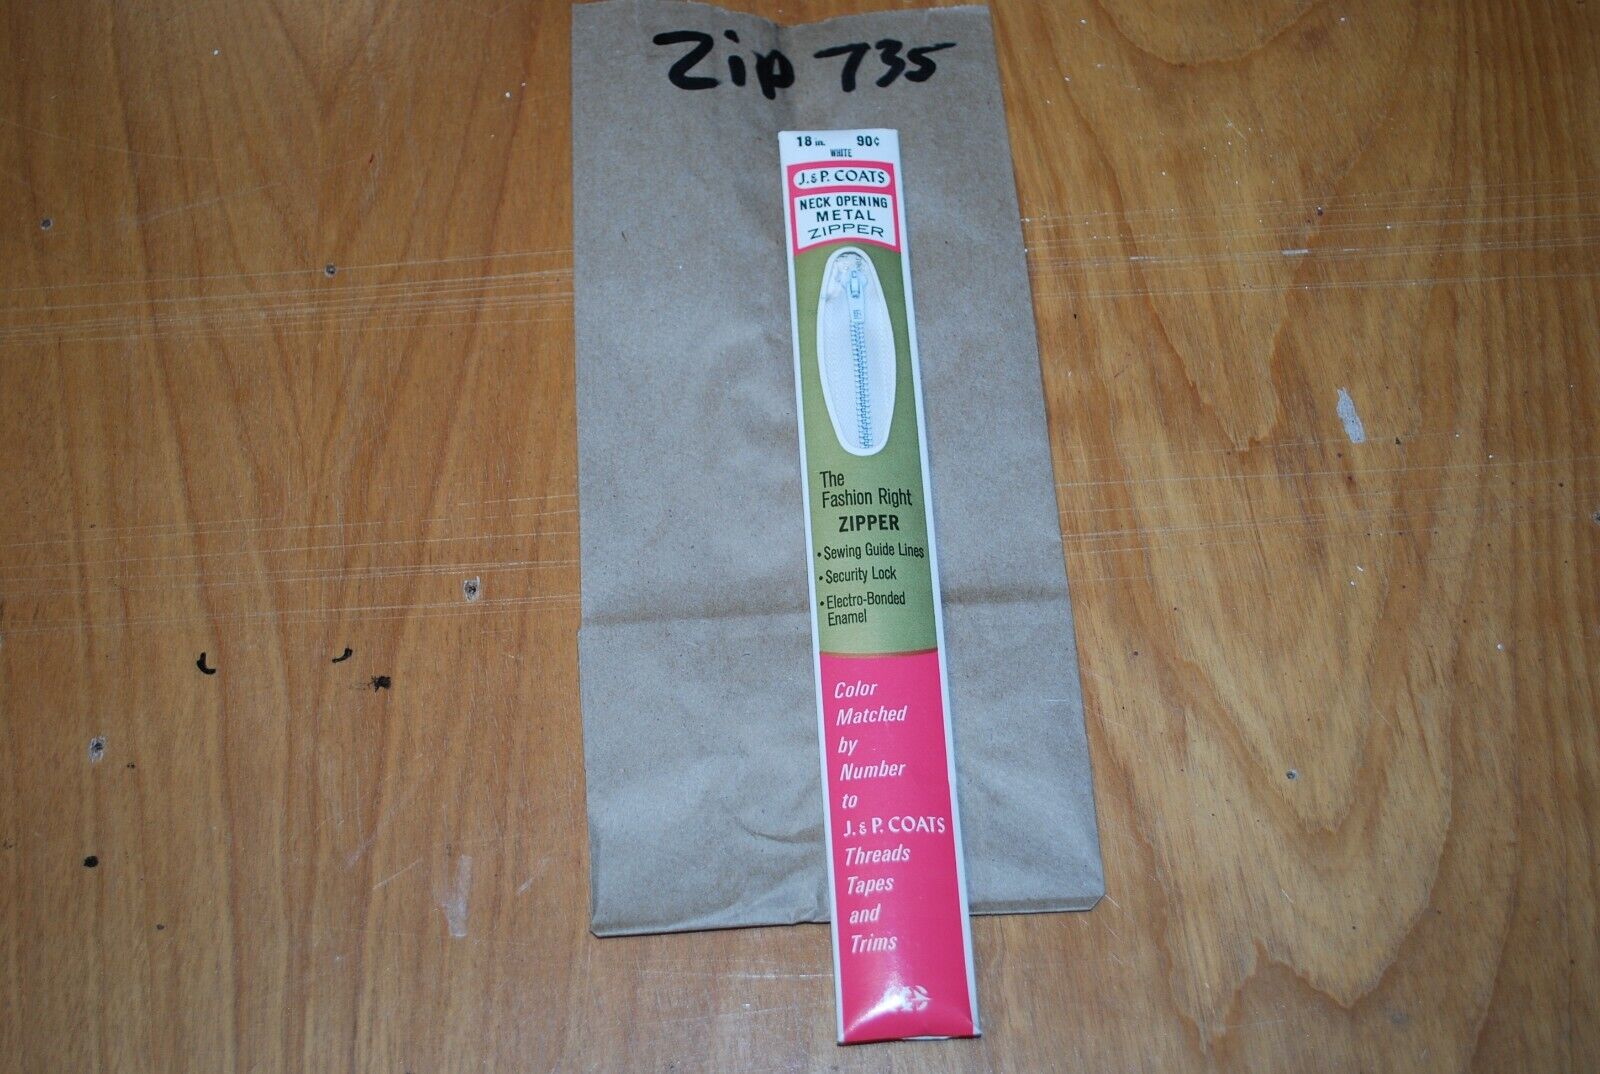 Zip 735
18 in. 90¢
WHITE
J. & P. COATS
NECK OPENING
METAL
ZIPPER
The
Fashion Right
ZIPPER
• Sewing Guide Lines
• Security Lock
• Electro-Bonded
Enamel
Color
Matched
by
Number
to
J. & P. COATS
Threads
Tapes
and
Trims